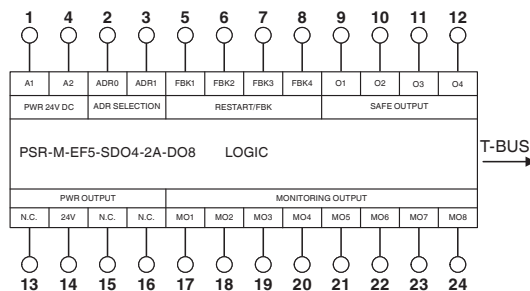 1 4 2 3 5 6 7 8 9 10 11 12
A1 A2 ADR0 ADR1 FBK1 FBK2 FBK3 FBK4 O1 O2 O3 O4
PWR 24V DC ADR SELECTION RESTART/FBK SAFE OUTPUT
PSR-M-EF5-SDO4-2A-DO8 LOGIC
T-BUS
PWR OUTPUT MONITORING OUTPUT
N.C. 24V N.C. N.C. MO1 MO2 MO3 MO4 MO5 MO6 MO7 MO8
13 14 15 16 17 18 19 20 21 22 23 24